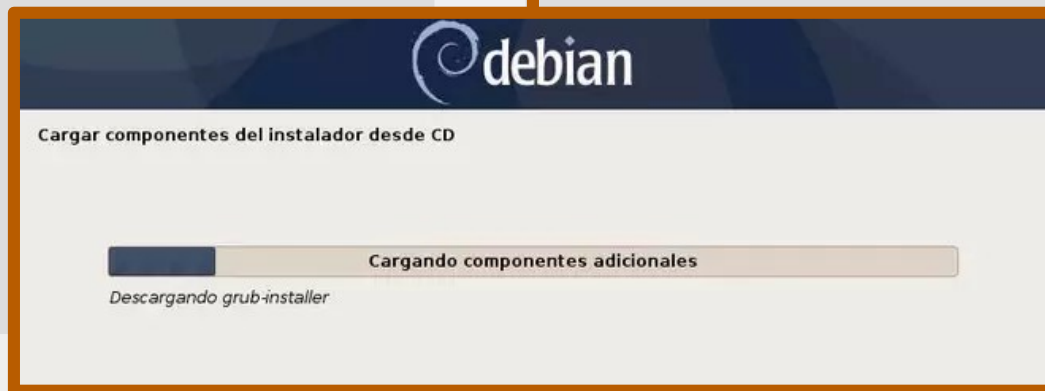 debian
Cargar componentes del instalador desde CD
Cargando componentes adicionales
Descargando grub-installer